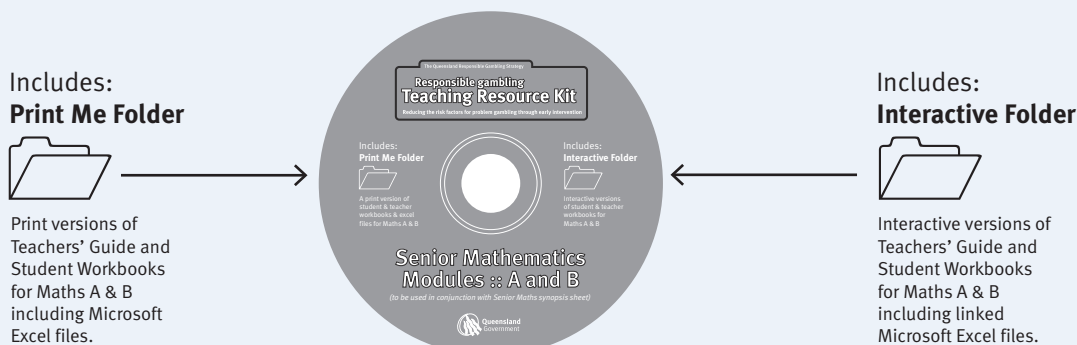 Includes:
Print Me Folder
Print versions of
Teachers’ Guide and
Student Workbooks
for Maths A & B
including Microsoft
Excel files.
The Queensland Responsible Gambling Strategy
Responsible gambling
Teaching Resource Kit
Reducing the risk factors for problem gambling through early intervention
Includes:
Print Me Folder
A print version of
student & teacher
workbooks & excel
files for Maths A & B
Includes:
Interactive Folder
Interactive versions
of student & teacher
workbooks for
Maths A & B
Senior Mathematics
Modules :: A and B
(to be used in conjunction with Senior Maths synopsis sheet)
Queensland
Government
Includes:
Interactive Folder
Interactive versions of
Teachers’ Guide and
Student Workbooks
for Maths A & B
including linked
Microsoft Excel files.